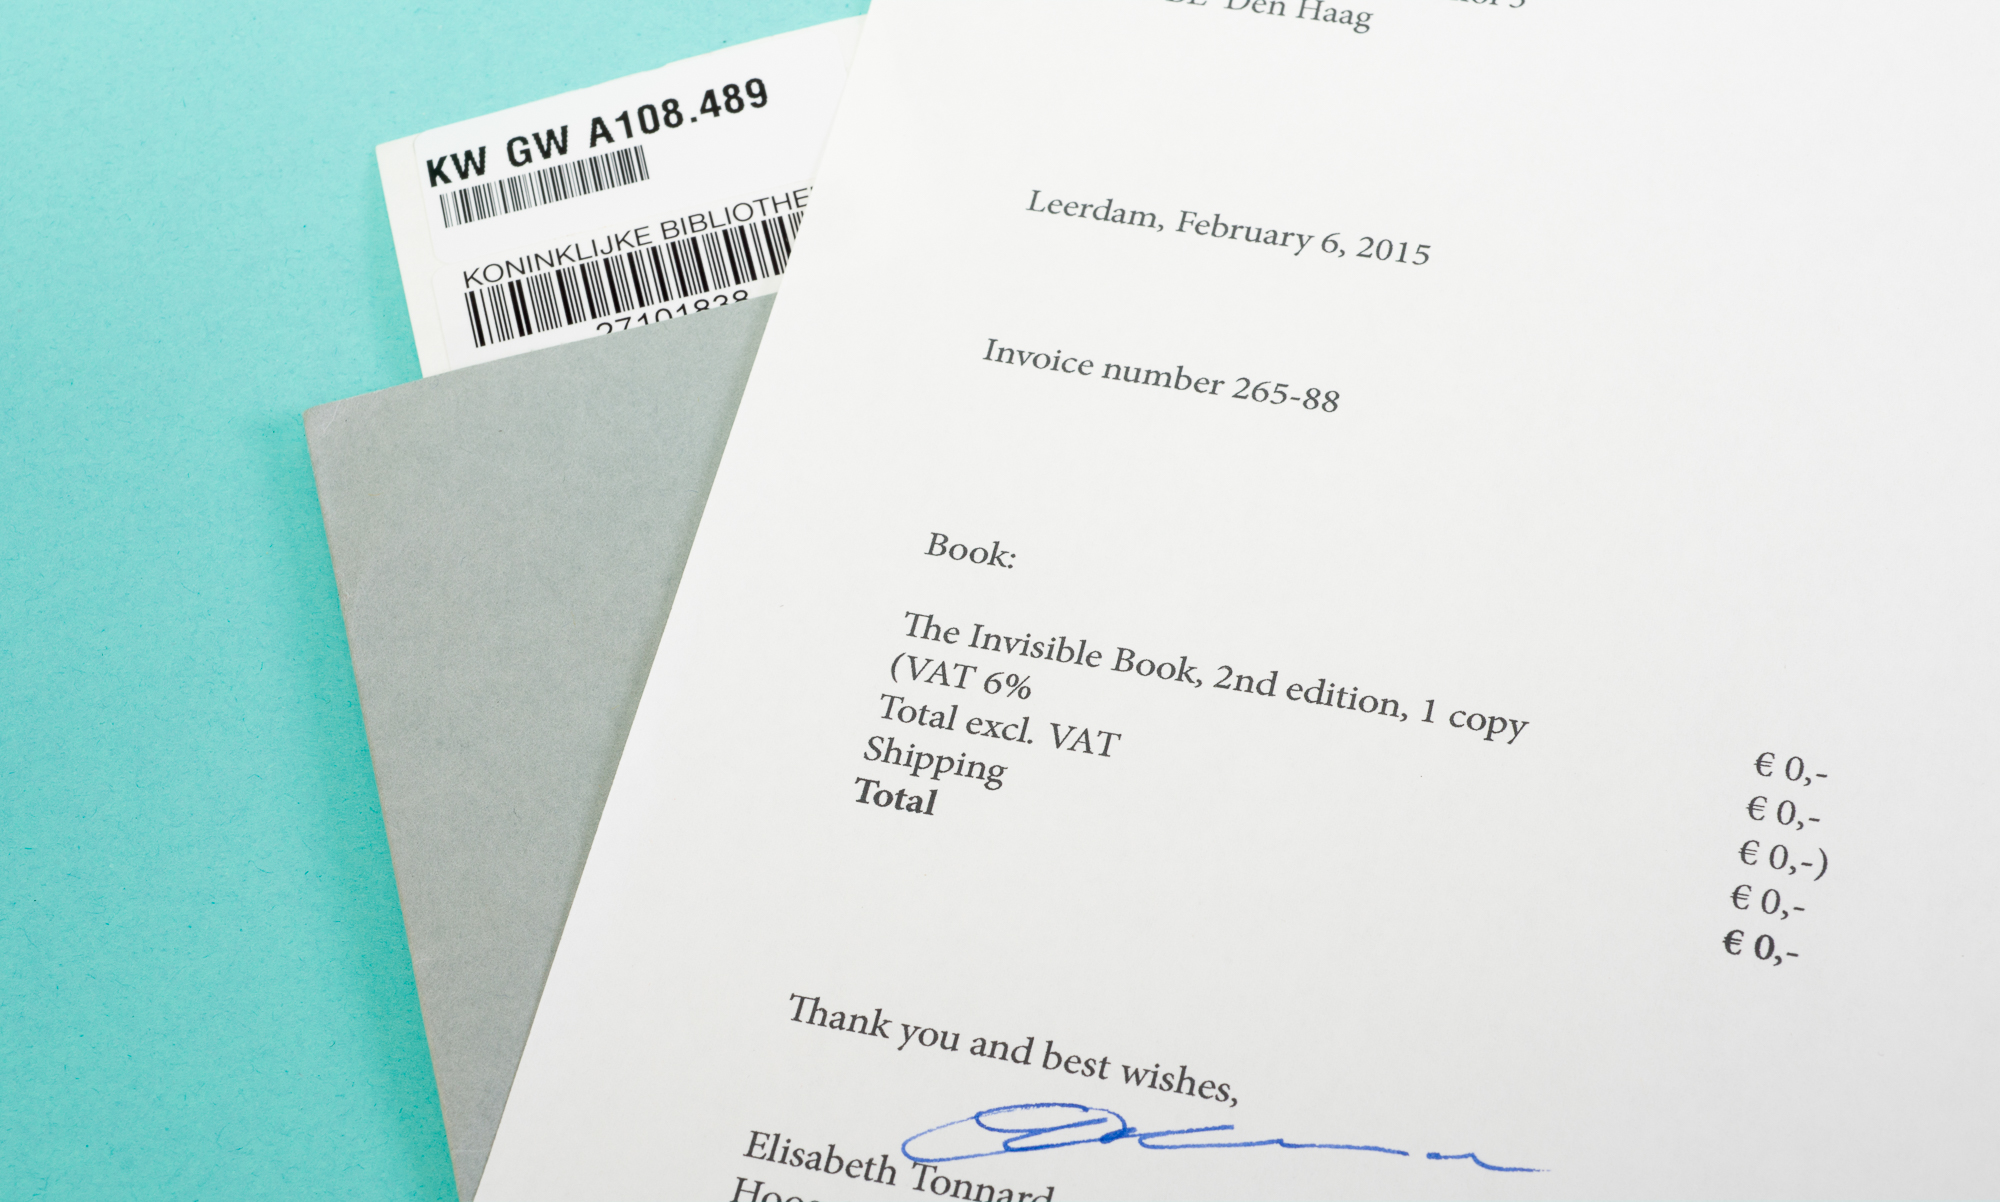 KW GW A108.489
KONINKLIJKE
27101838
Den Haag
Leerdam, February 6, 2015
Invoice number 265-88
Book:
The Invisible Book, 2nd edition, 1 copy € 0,-
(VAT 6% € 0,-
Total excl. VAT € 0,-)
Shipping € 0,-
Total € 0,-
Thank you and best wishes,
Elisabeth Tonnard